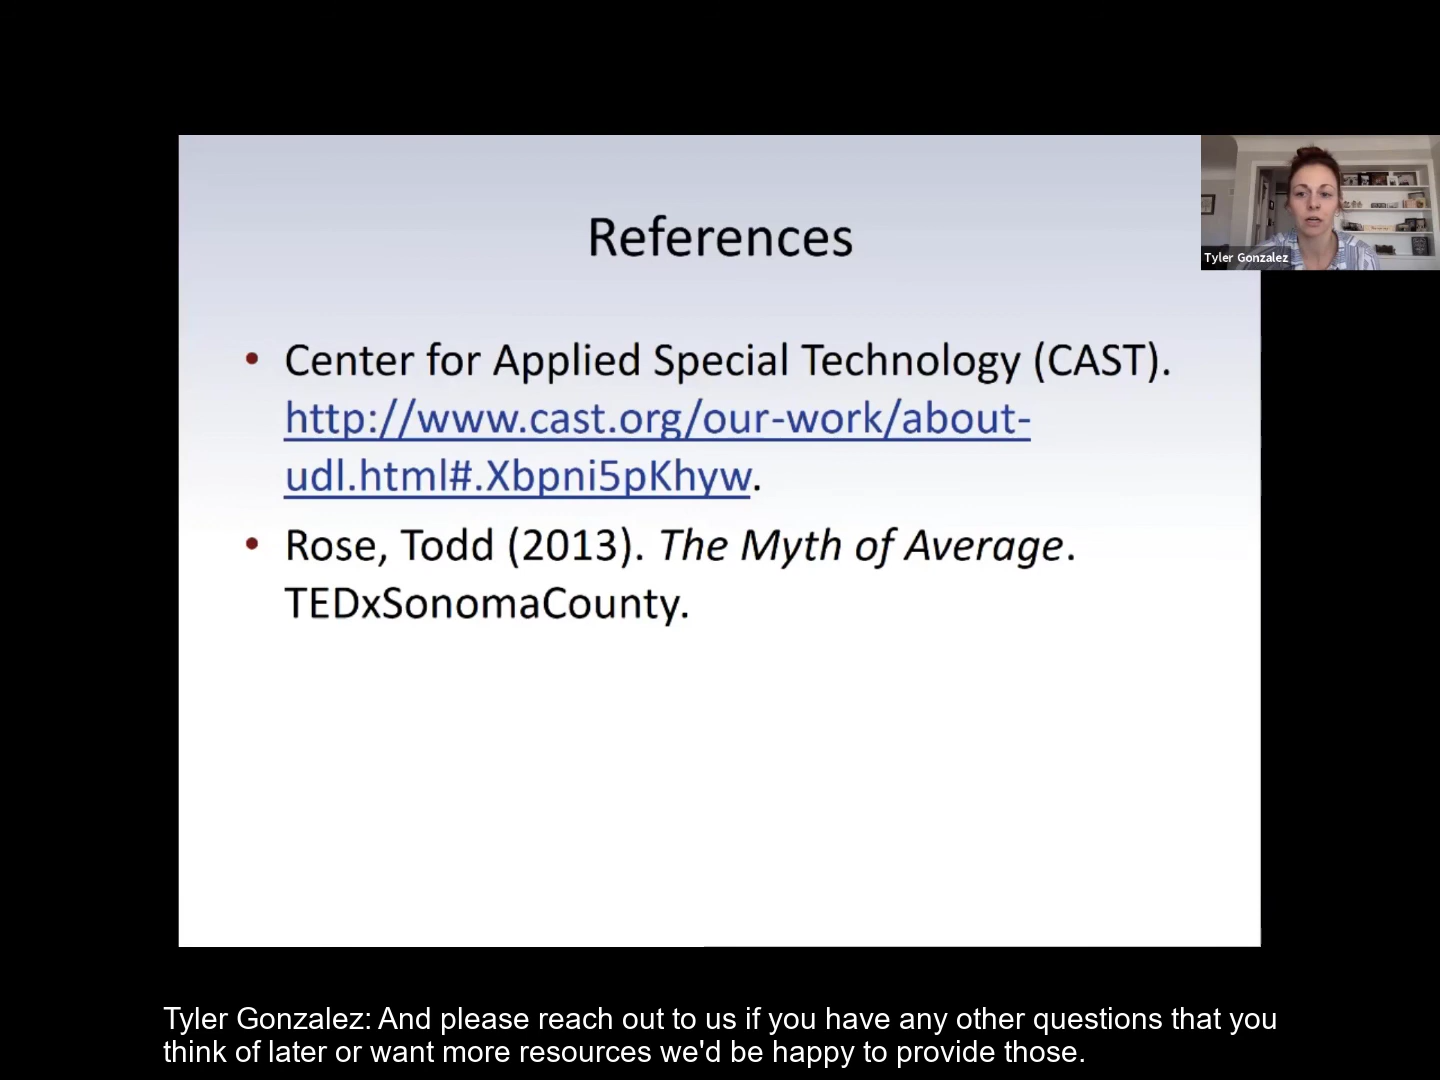 References
Tyler Gonzalez
• Center for Applied Special Technology (CAST).
http://www.cast.org/our-work/about-
udl.html#.Xbpni5pKhyw.
• Rose, Todd (2013). The Myth of Average.
TEDxSonomaCounty.
Tyler Gonzalez: And please reach out to us if you have any other questions that you
think of later or want more resources we'd be happy to provide those.